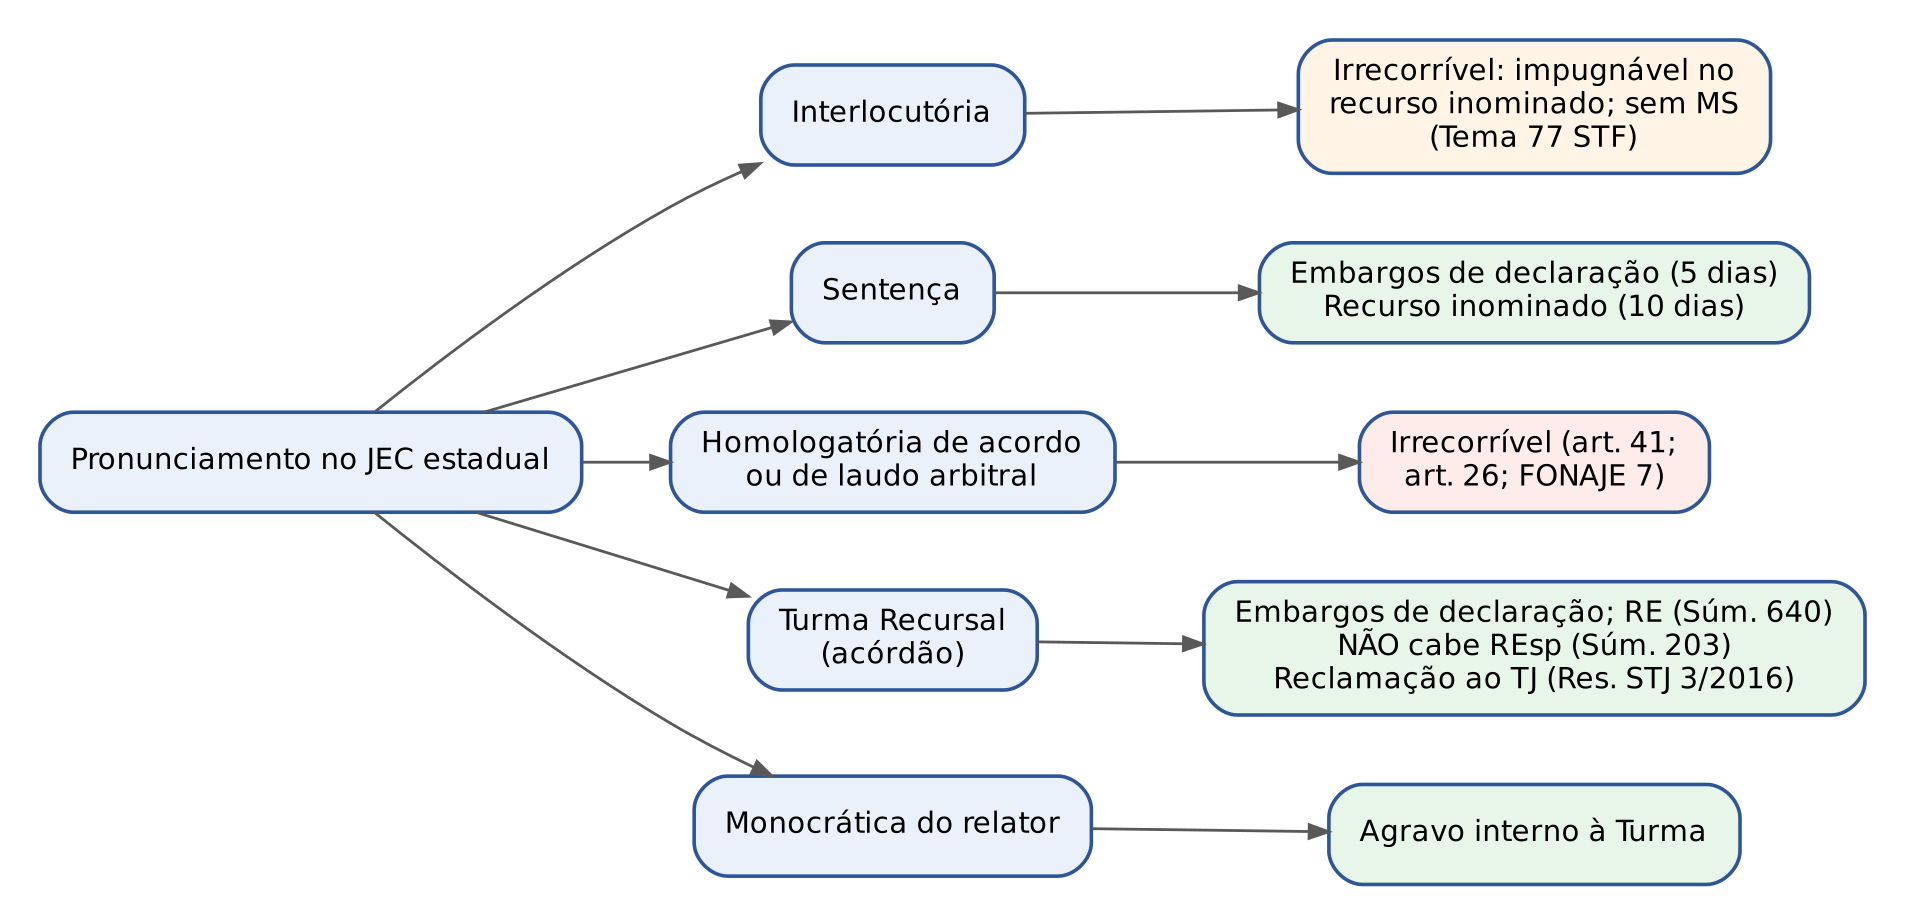 Pronunciamento no JEC estadual
Interlocutória
Irrecorrível: impugnável no
recurso inominado; sem MS
(Tema 77 STF)
Sentença
Embargos de declaração (5 dias)
Recurso inominado (10 dias)
Homologatória de acordo
ou de laudo arbitral
Irrecorrível (art. 41;
art. 26; FONAJE 7)
Turma Recursal
(acórdão)
Embargos de declaração; RE (Súm. 640)
NÃO cabe REsp (Súm. 203)
Reclamação ao TJ (Res. STJ 3/2016)
Monocrática do relator
Agravo interno à Turma